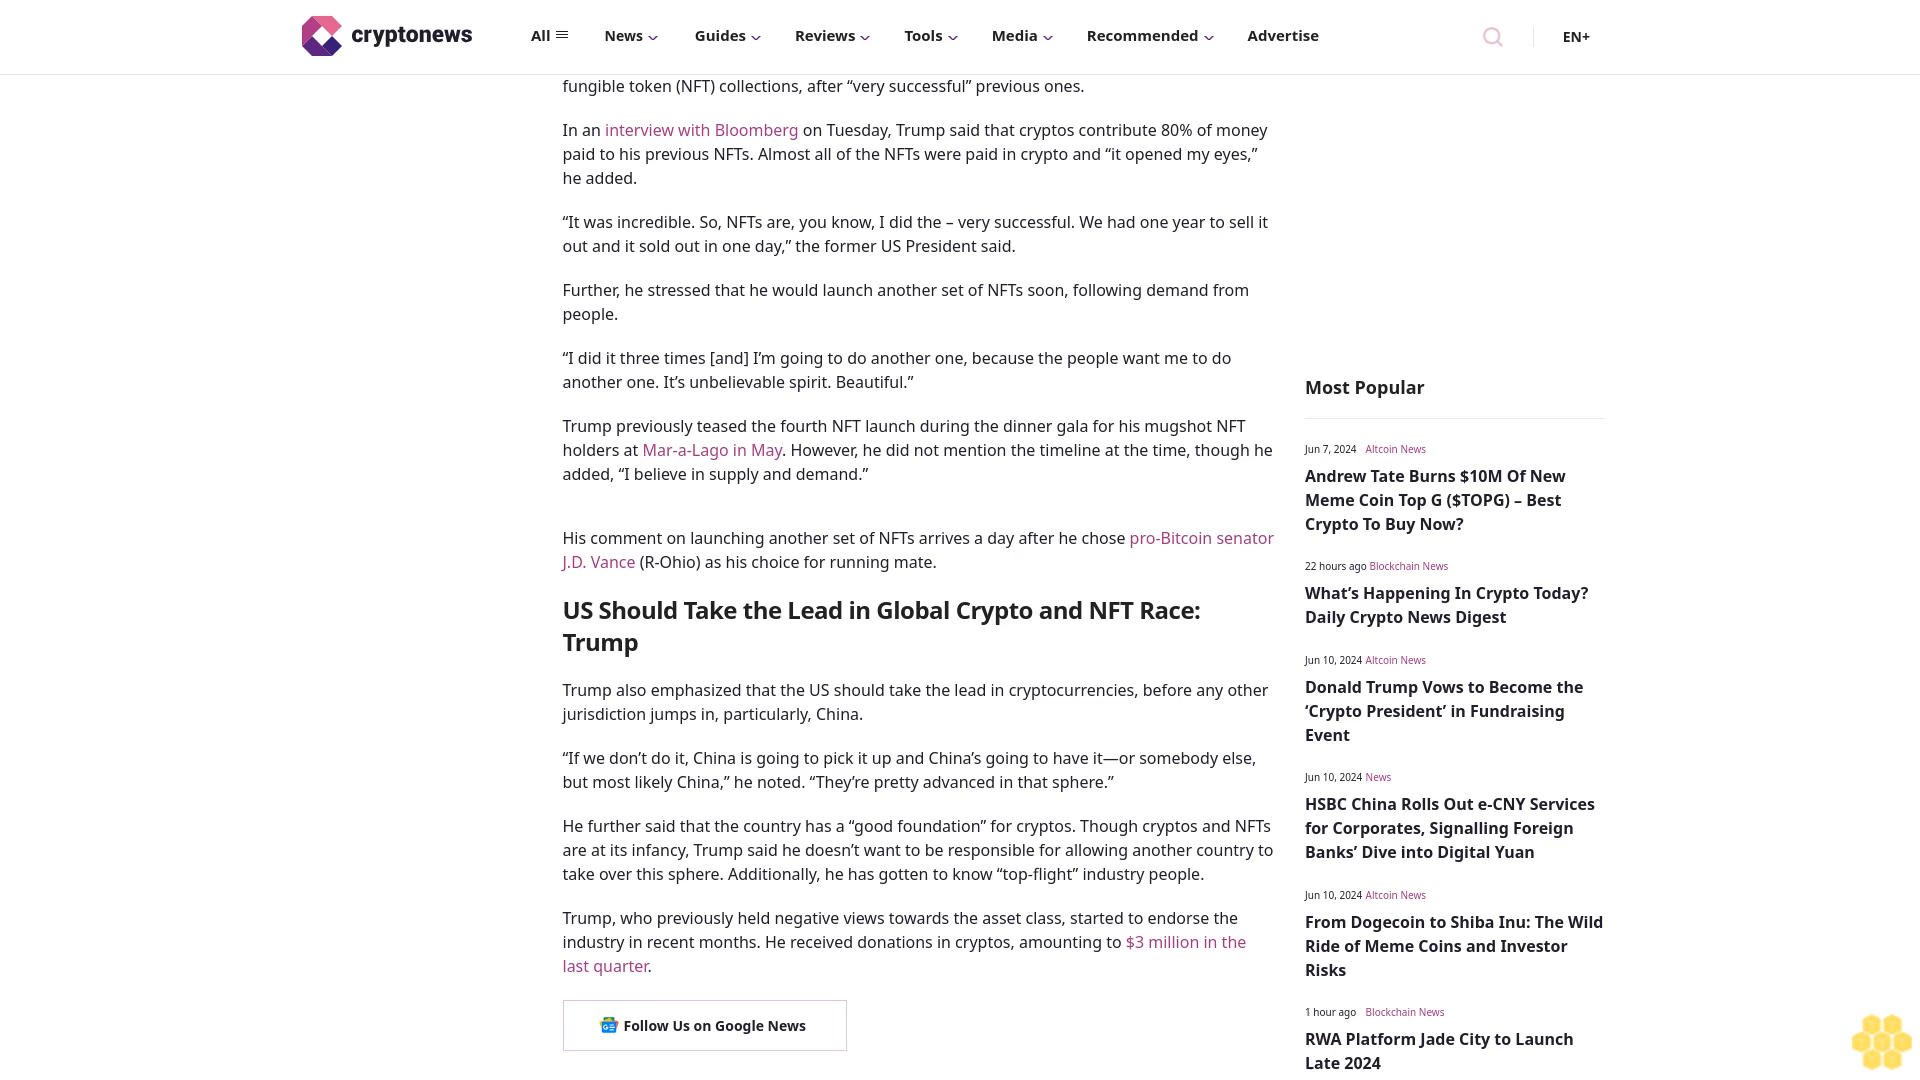 cryptonews
All
News
Guides
Reviews
Tools
Media
Recommended
Advertise
EN+
fungible token (NFT) collections, after “very successful” previous ones.
In an interview with Bloomberg on Tuesday, Trump said that cryptos contribute 80% of money
paid to his previous NFTs. Almost all of the NFTs were paid in crypto and “it opened my eyes,”
he added.
“It was incredible. So, NFTs are, you know, I did the – very successful. We had one year to sell it
out and it sold out in one day,” the former US President said.
Further, he stressed that he would launch another set of NFTs soon, following demand from
people.
“I did it three times [and] I’m going to do another one, because the people want me to do
another one. It’s unbelievable spirit. Beautiful.”
Trump previously teased the fourth NFT launch during the dinner gala for his mugshot NFT
holders at Mar-a-Lago in May. However, he did not mention the timeline at the time, though he
added, “I believe in supply and demand.”
His comment on launching another set of NFTs arrives a day after he chose pro-Bitcoin senator
J.D. Vance (R-Ohio) as his choice for running mate.
US Should Take the Lead in Global Crypto and NFT Race:
Trump
Trump also emphasized that the US should take the lead in cryptocurrencies, before any other
jurisdiction jumps in, particularly, China.
“If we don’t do it, China is going to pick it up and China’s going to have it—or somebody else,
but most likely China,” he noted. “They’re pretty advanced in that sphere.”
He further said that the country has a “good foundation” for cryptos. Though cryptos and NFTs
are at its infancy, Trump said he doesn’t want to be responsible for allowing another country to
take over this sphere. Additionally, he has gotten to know “top-flight” industry people.
Trump, who previously held negative views towards the asset class, started to endorse the
industry in recent months. He received donations in cryptos, amounting to $3 million in the
last quarter.
Follow Us on Google News
Most Popular
Jun 7, 2024 Altcoin News
Andrew Tate Burns $10M Of New
Meme Coin Top G ($TOPG) – Best
Crypto To Buy Now?
22 hours ago Blockchain News
What’s Happening In Crypto Today?
Daily Crypto News Digest
Jun 10, 2024 Altcoin News
Donald Trump Vows to Become the
‘Crypto President’ in Fundraising
Event
Jun 10, 2024 News
HSBC China Rolls Out e-CNY Services
for Corporates, Signalling Foreign
Banks’ Dive into Digital Yuan
Jun 10, 2024 Altcoin News
From Dogecoin to Shiba Inu: The Wild
Ride of Meme Coins and Investor
Risks
1 hour ago Blockchain News
RWA Platform Jade City to Launch
Late 2024